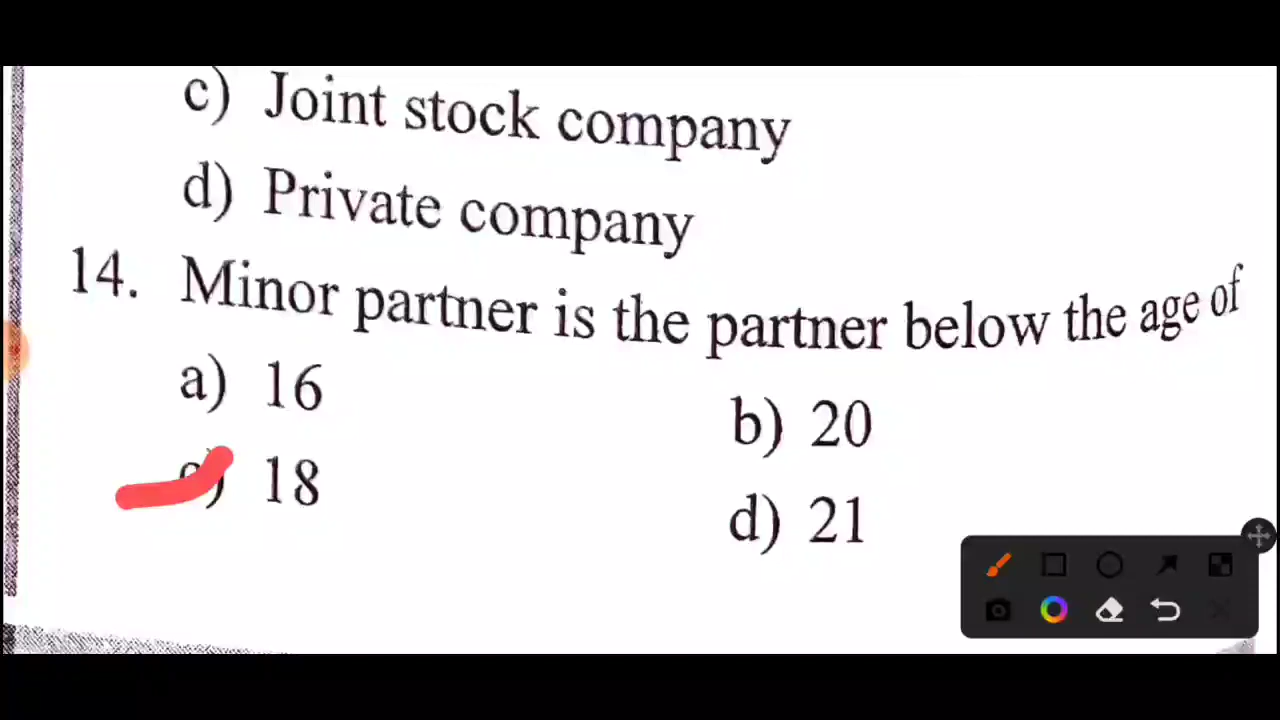 c) Joint stock company
d) Private company
14. Minor partner is the partner below the age of
a) 16
b) 20
c) 18
d) 21